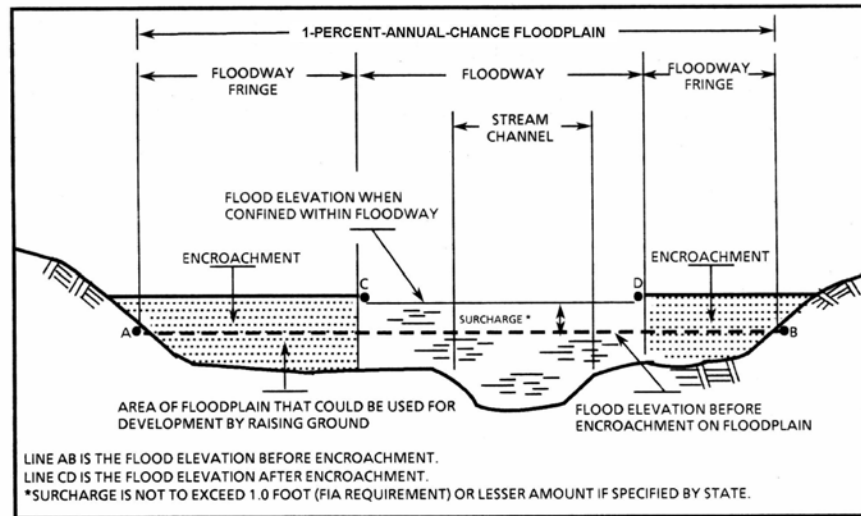 1-PERCENT-ANNUAL-CHANCE FLOODPLAIN
FLOODWAY
FRINGE
FLOODWAY
FLOODWAY
FRINGE
STREAM
CHANNEL
FLOOD ELEVATION WHEN
CONFINED WITHIN FLOODWAY
ENCROACHMENT
ENCROACHMENT
C
D
SURCHARGE *
A
B
AREA OF FLOODPLAIN THAT COULD BE USED FOR
DEVELOPMENT BY RAISING GROUND
FLOOD ELEVATION BEFORE
ENCROACHMENT ON FLOODPLAIN
LINE AB IS THE FLOOD ELEVATION BEFORE ENCROACHMENT.
LINE CD IS THE FLOOD ELEVATION AFTER ENCROACHMENT.
*SURCHARGE IS NOT TO EXCEED 1.0 FOOT (FIA REQUIREMENT) OR LESSER AMOUNT IF SPECIFIED BY STATE.